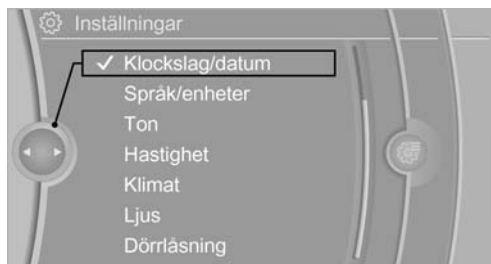 Inställningar
Klockslag/datum
Språk/enheter
Ton
Hastighet
Klimat
Ljus
Dörrlåsning